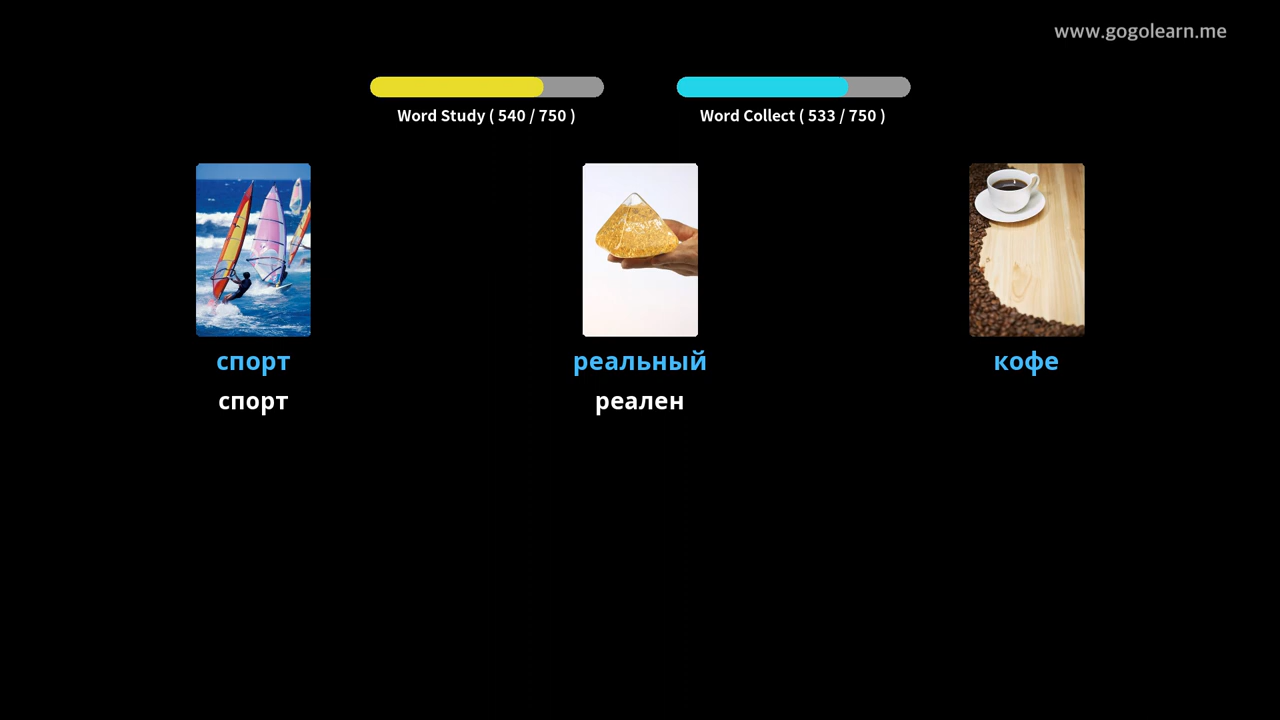 www.gogolearn.me
Word Study ( 540 / 750 )
Word Collect ( 533 / 750 )
спорт
реальный
кофе
спорт
реален